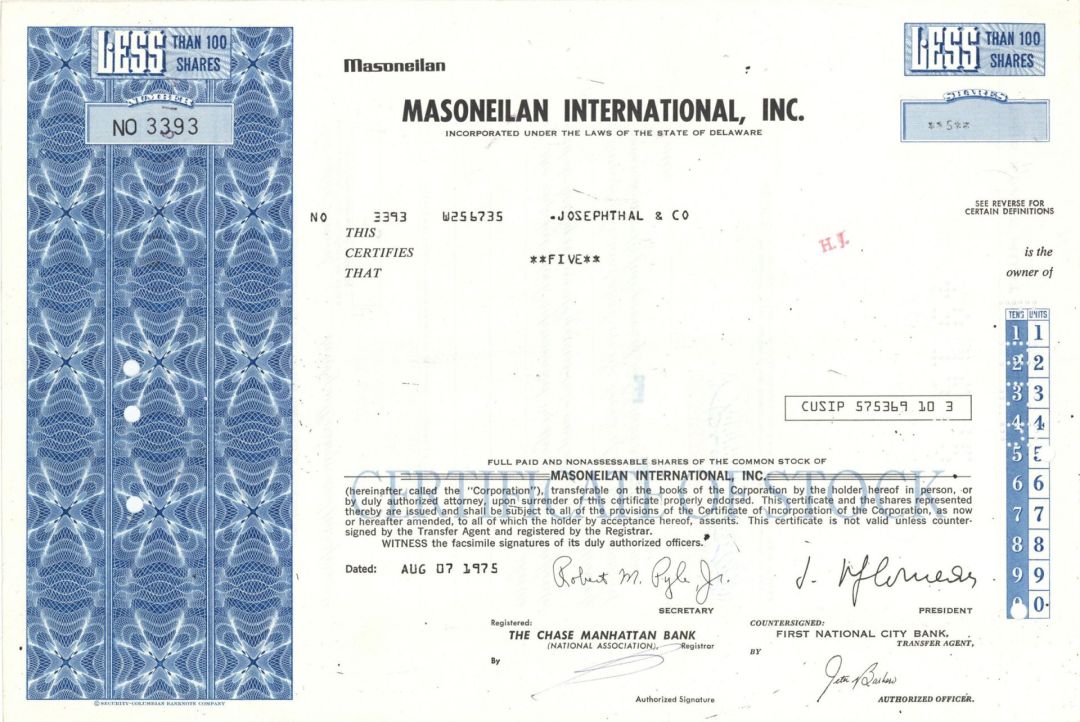 LESS THAN 100 SHARES
LESS THAN 100 SHARES
Masoneilan
NUMBER
SHARES
MASONEILAN INTERNATIONAL, INC.
NO 3393
**5**
INCORPORATED UNDER THE LAWS OF THE STATE OF DELAWARE
SEE REVERSE FOR
CERTAIN DEFINITIONS
NO 3393 W256735 JOSEPHTHAL & CO
THIS
CERTIFIES
THAT
H.J.
is the
owner of
**FIVE**
TENS UNITS
1 1
2 2
3 3
4 4
5 5
6 6
7 7
8 8
9 9
0 0
CUSIP 575369 10 3
FULL PAID AND NONASSESSABLE SHARES OF THE COMMON STOCK OF
CERTIFICATE OF STOCK
MASONEILAN INTERNATIONAL, INC.
(hereinafter called the "Corporation"), transferable on the books of the Corporation by the holder hereof in person, or
by duly authorized attorney, upon surrender of this certificate properly endorsed. This certificate and the shares represented
thereby are issued and shall be subject to all of the provisions of the Certificate of Incorporation of the Corporation, as now
or hereafter amended, to all of which the holder by acceptance hereof, assents. This certificate is not valid unless counter-
signed by the Transfer Agent and registered by the Registrar.
WITNESS the facsimile signatures of its duly authorized officers.
Dated: AUG 07 1975
Robert M. Pyle, Jr.
SECRETARY
PRESIDENT
Registered:
THE CHASE MANHATTAN BANK
(NATIONAL ASSOCIATION), Registrar
By
Authorized Signature
COUNTERSIGNED:
FIRST NATIONAL CITY BANK,
TRANSFER AGENT,
BY
AUTHORIZED OFFICER.
© SECURITY-COLUMBIAN BANKNOTE COMPANY